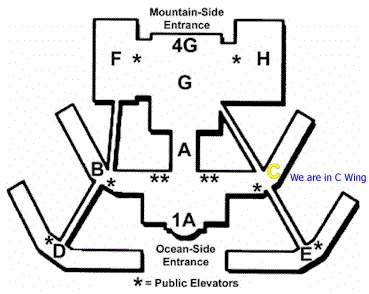 Mountain-Side
Entrance
F * 4G * H
G
A
B ** ** C We are in C Wing
* *
1A
* D Ocean-Side E *
Entrance
* = Public Elevators